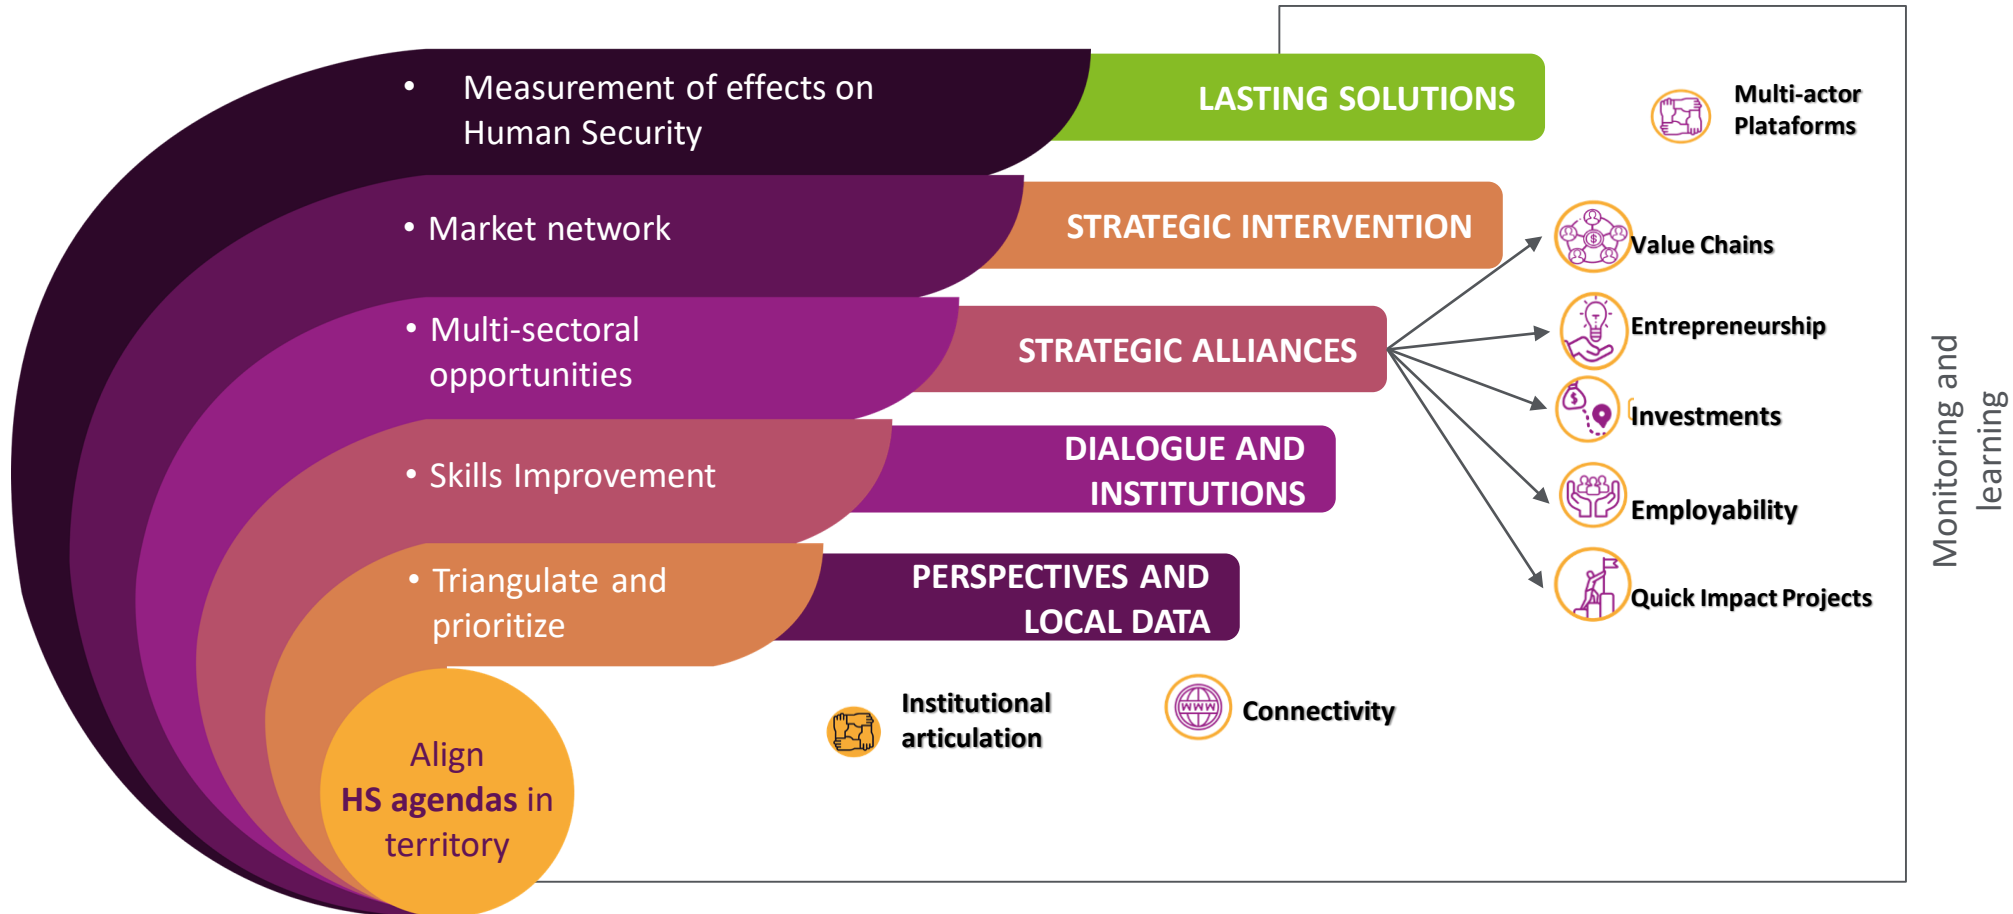 • Measurement of effects on
Human Security
LASTING SOLUTIONS
Multi-actor
Plataforms
• Market network
STRATEGIC INTERVENTION
Value Chains
• Multi-sectoral
opportunities
STRATEGIC ALLIANCES
Entrepreneurship
Investments
• Skills Improvement
DIALOGUE AND
INSTITUTIONS
Employability
• Triangulate and
prioritize
PERSPECTIVES AND
LOCAL DATA
Quick Impact Projects
Institutional
articulation
WWW
Connectivity
Align
HS agendas in
territory
Monitoring and
learning